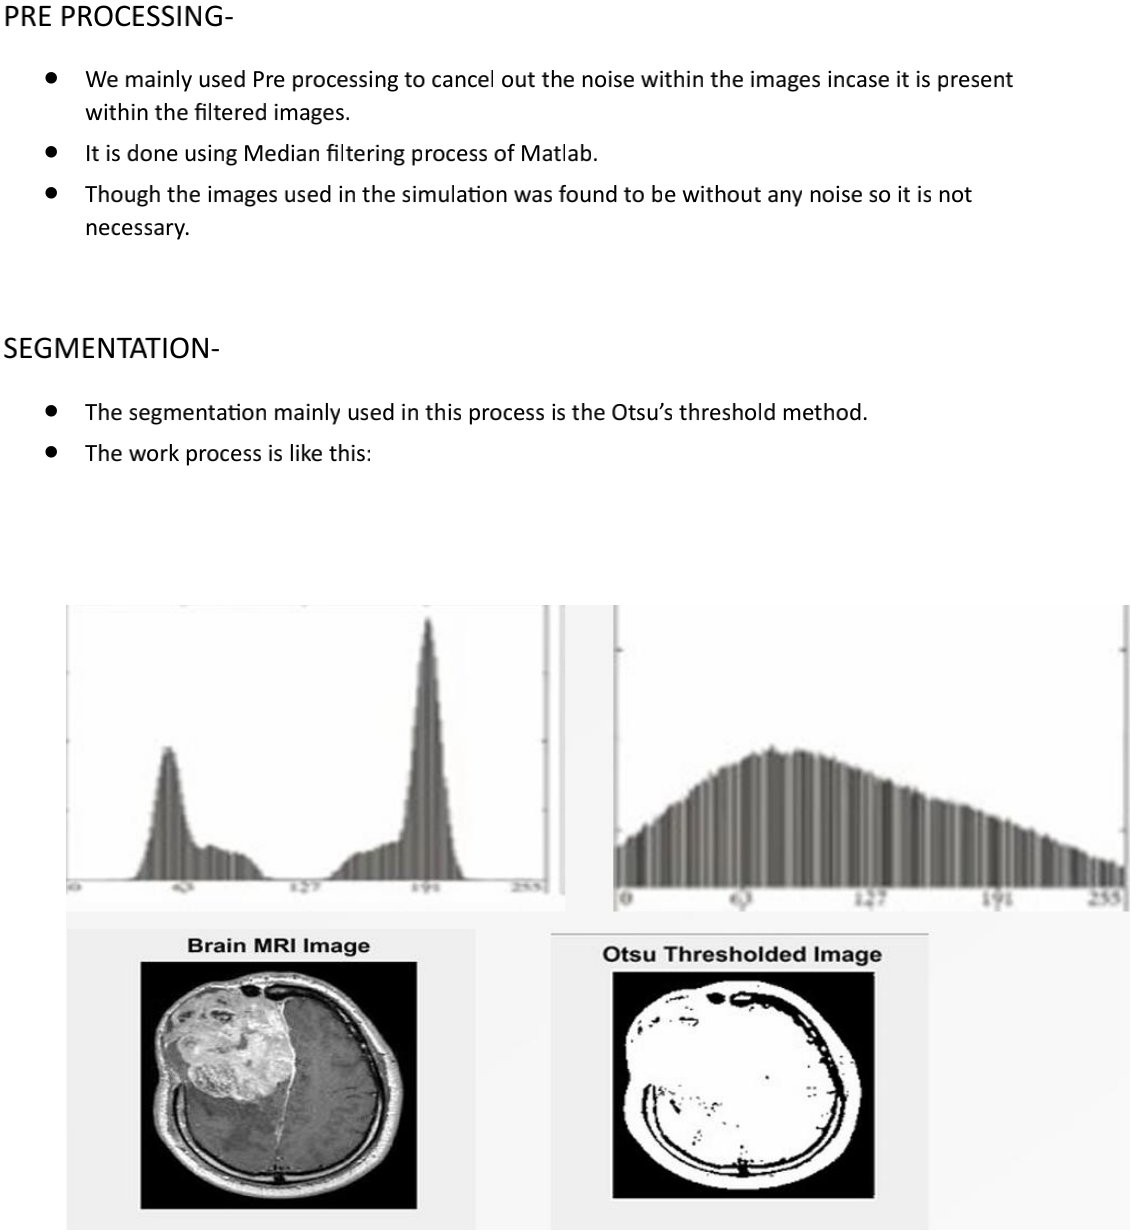 PRE PROCESSING-
● We mainly used Pre processing to cancel out the noise within the images incase it is present
within the filtered images.
● It is done using Median filtering process of Matlab.
● Though the images used in the simulation was found to be without any noise so it is not
necessary.
SEGMENTATION-
● The segmentation mainly used in this process is the Otsu’s threshold method.
● The work process is like this:
0 63 127 191 255
0 63 127 191 255
Brain MRI Image
Otsu Thresholded Image